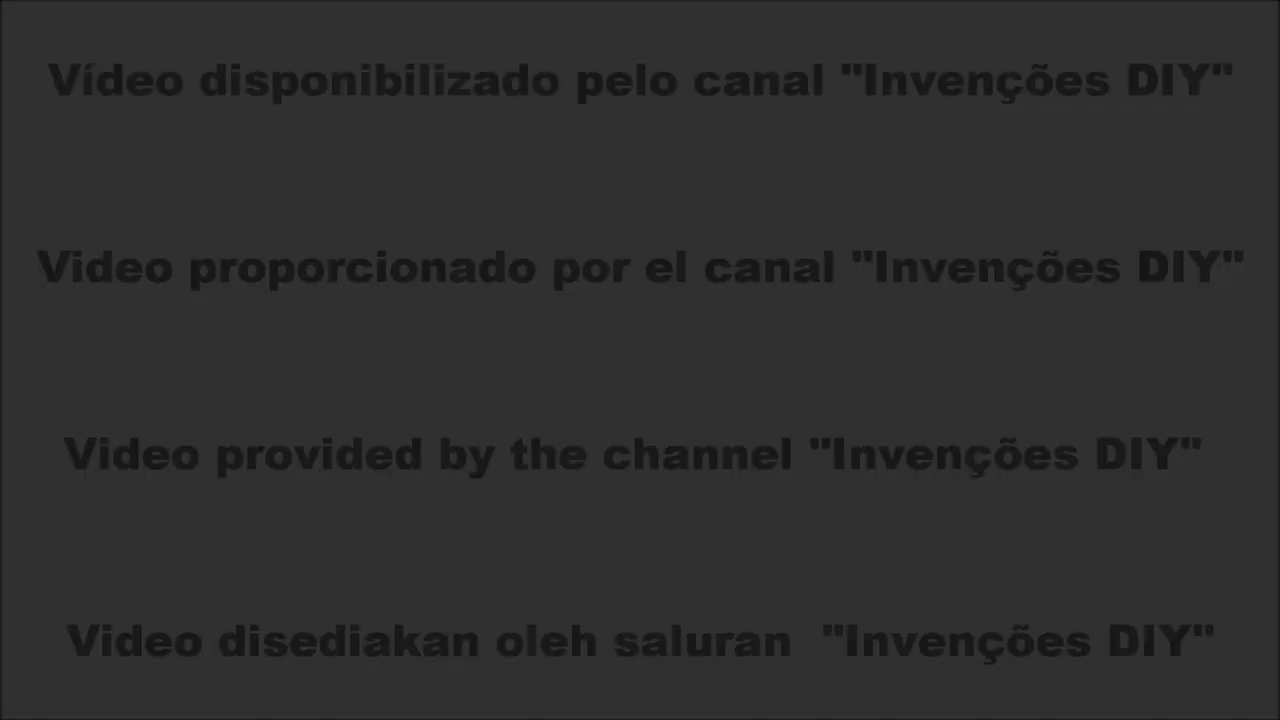 Vídeo disponibilizado pelo canal "Invenções DIY"
Video proporcionado por el canal "Invenções DIY"
Video provided by the channel "Invenções DIY"
Video disediakan oleh saluran  "Invenções DIY"